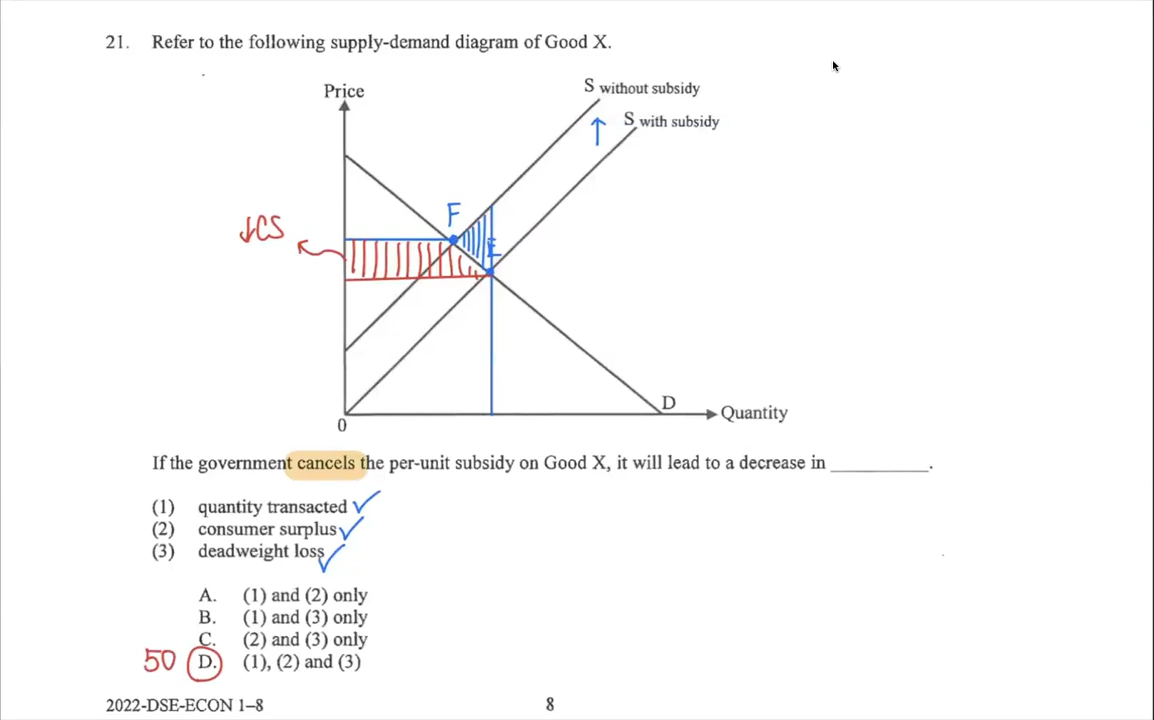 21. Refer to the following supply-demand diagram of Good X.
Price
S without subsidy
S with subsidy
↑
F
E
↓CS
D
0
Quantity
If the government cancels the per-unit subsidy on Good X, it will lead to a decrease in __________.
(1) quantity transacted ✓
(2) consumer surplus ✓
(3) deadweight loss ✓
A. (1) and (2) only
B. (1) and (3) only
C. (2) and (3) only
50 D. (1), (2) and (3)
2022-DSE-ECON 1–8
8